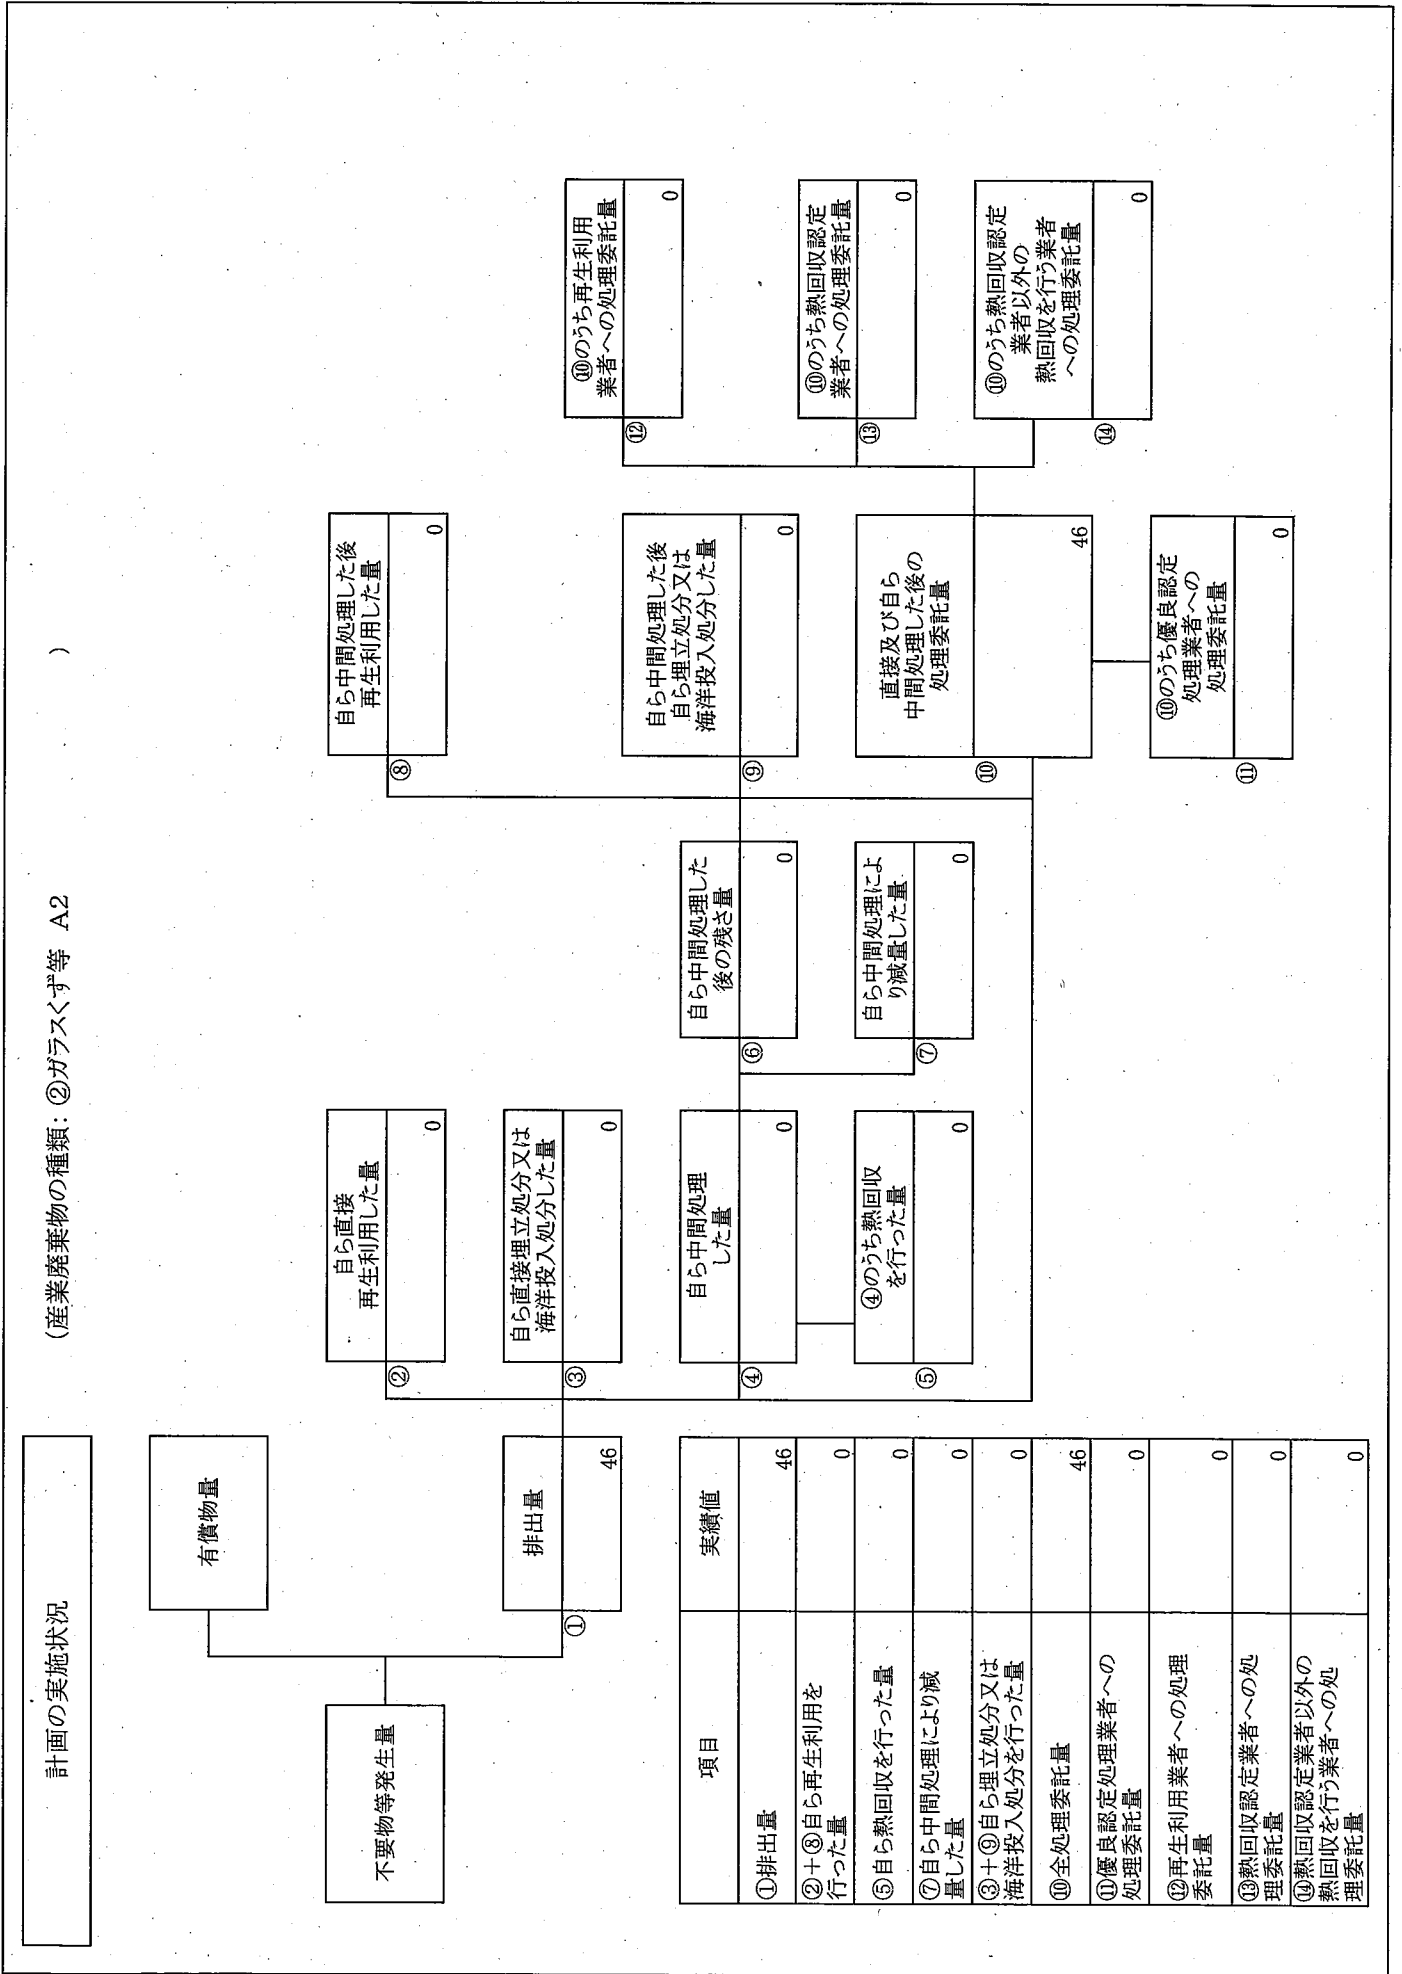 計画の実施状況
(産業廃棄物の種類：②ガラスくず等 A2 )
不要物等発生量
有償物量
①
排出量
46
②
自ら直接
再生利用した量
0
③
自ら直接埋立処分又は
海洋投入処分した量
0
④
自ら中間処理
した量
0
⑤
④のうち熱回収
を行った量
0
⑥
自ら中間処理した
後の残さ量
0
⑦
自ら中間処理によ
り減量した量
0
⑧
自ら中間処理した後
再生利用した量
0
⑨
自ら中間処理した後
自ら埋立処分又は
海洋投入処分した量
0
⑩
直接及び自ら
中間処理した後の
処理委託量
46
⑪
⑩のうち優良認定
処理業者への
処理委託量
0
⑫
⑩のうち再生利用
業者への処理委託量
0
⑬
⑩のうち熱回収認定
業者への処理委託量
0
⑭
⑩のうち熱回収認定
業者以外の
熱回収を行う業者
への処理委託量
0
項目 実績値
①排出量 46
②＋⑧自ら再生利用を
行った量 0
⑤自ら熱回収を行った量 0
⑦自ら中間処理により減
量した量 0
③＋⑨自ら埋立処分又は
海洋投入処分を行った量 0
⑩全処理委託量 46
⑪優良認定処理業者への
処理委託量 0
⑫再生利用業者への処理
委託量 0
⑬熱回収認定業者への処
理委託量 0
⑭熱回収認定業者以外の
熱回収を行う業者への処
理委託量 0